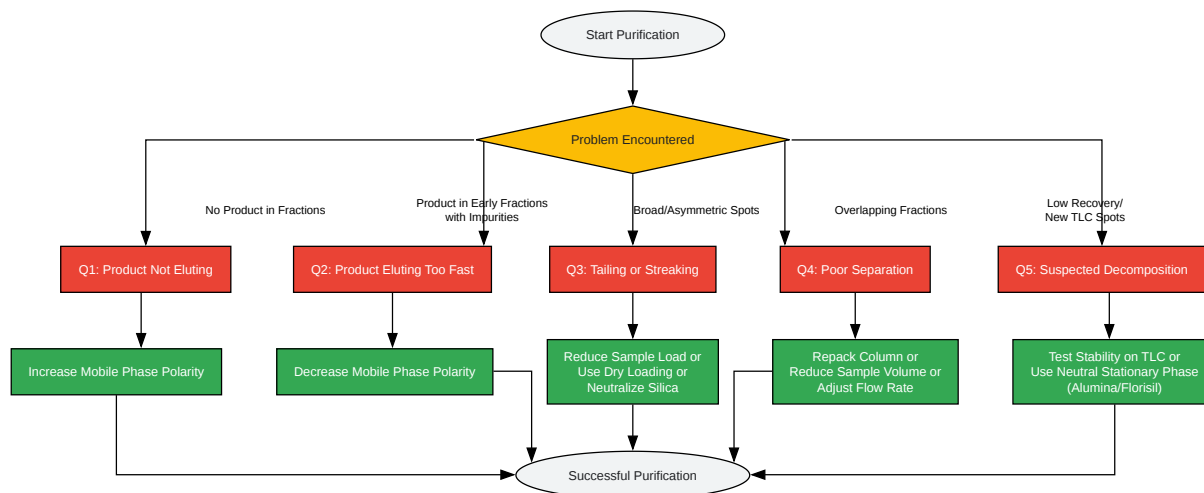 Start Purification
Problem Encountered
No Product in Fractions
Product in Early Fractions
with Impurities
Broad/Asymmetric Spots
Overlapping Fractions
Low Recovery/
New TLC Spots
Q1: Product Not Eluting
Q2: Product Eluting Too Fast
Q3: Tailing or Streaking
Q4: Poor Separation
Q5: Suspected Decomposition
Increase Mobile Phase Polarity
Decrease Mobile Phase Polarity
Reduce Sample Load or
Use Dry Loading or
Neutralize Silica
Repack Column or
Reduce Sample Volume or
Adjust Flow Rate
Test Stability on TLC or
Use Neutral Stationary Phase
(Alumina/Florisil)
Successful Purification